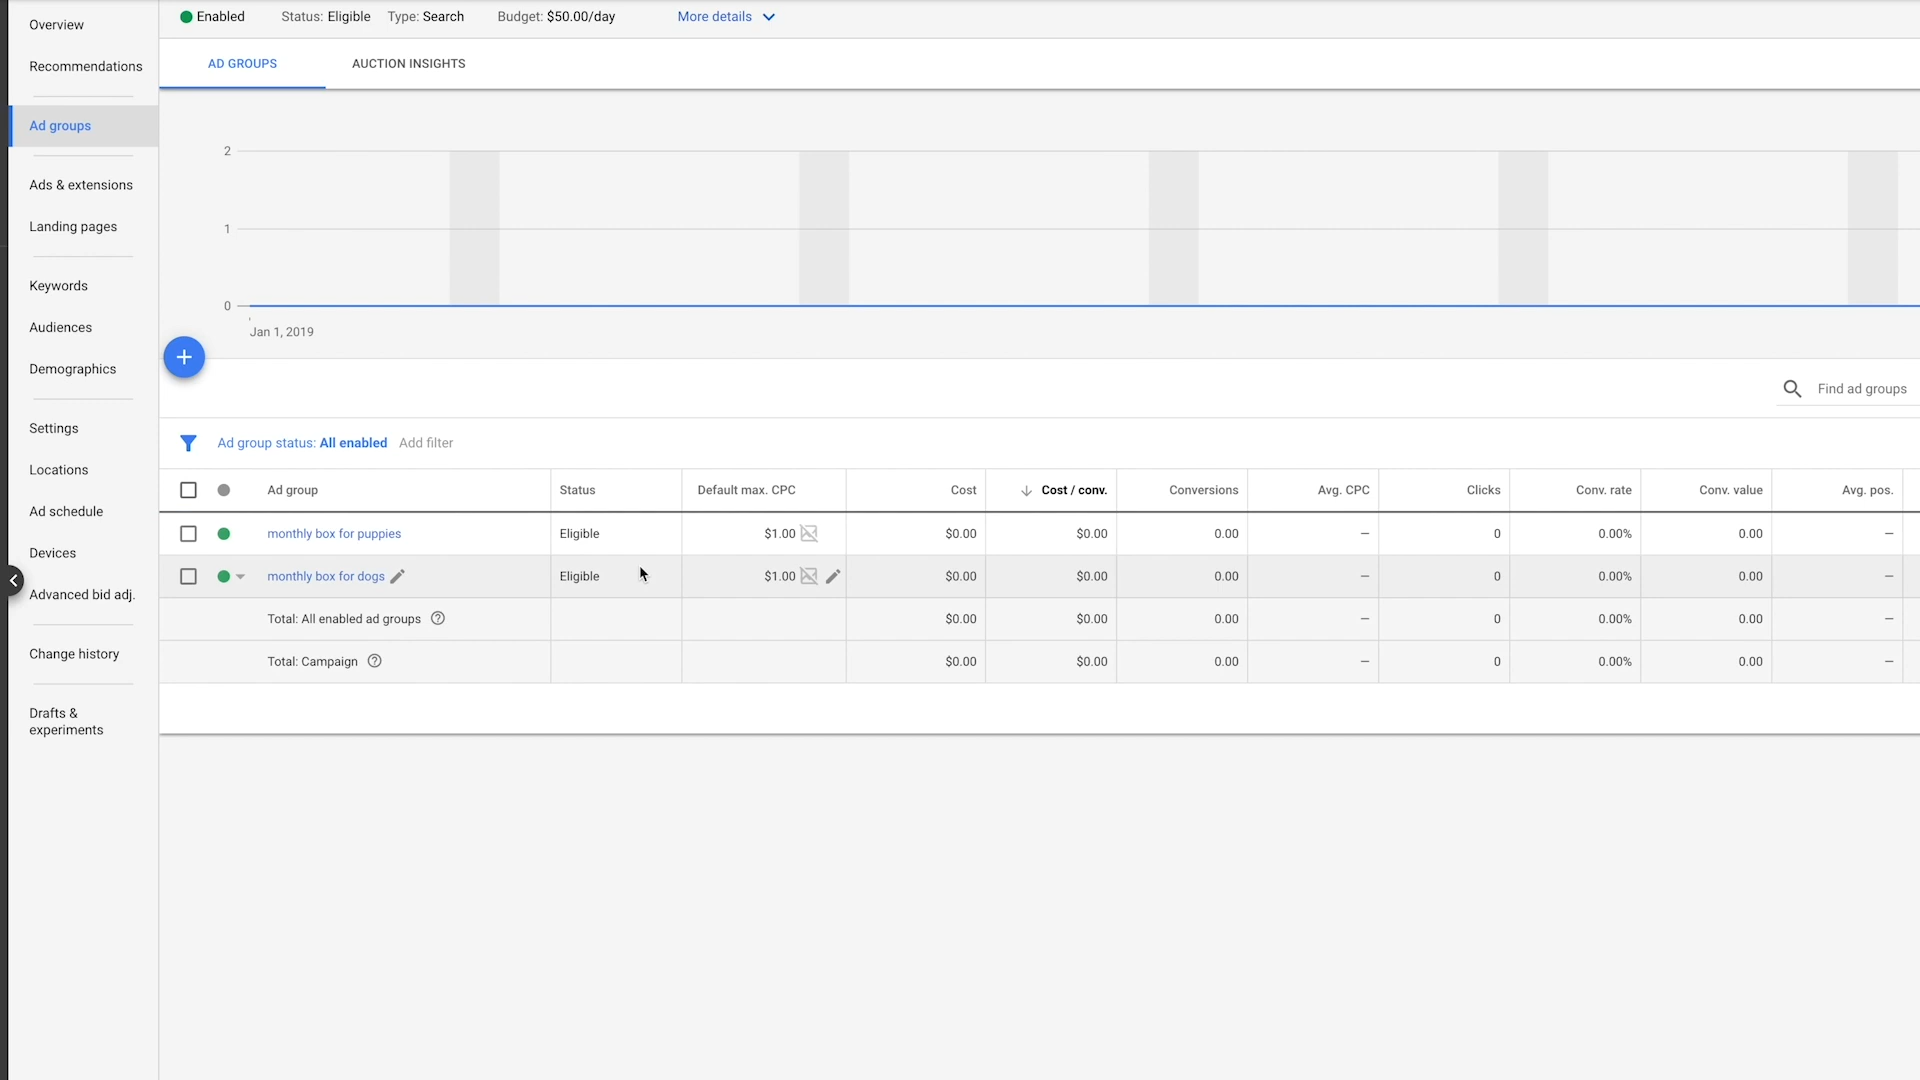 Overview
Recommendations
Ad groups
Ads & extensions
Landing pages
Keywords
Audiences
Demographics
Settings
Locations
Ad schedule
Devices
Advanced bid adj.
Change history
Drafts &
experiments
Enabled Status: Eligible Type: Search Budget: $50.00/day More details
AD GROUPS AUCTION INSIGHTS
2
1
0
Jan 1, 2019
Find ad groups
Ad group status: All enabled Add filter
Ad group Status Default max. CPC Cost Cost / conv. Conversions Avg. CPC Clicks Conv. rate Conv. value Avg. pos.
monthly box for puppies Eligible $1.00 $0.00 $0.00 0.00 – 0 0.00% 0.00 –
monthly box for dogs Eligible $1.00 $0.00 $0.00 0.00 – 0 0.00% 0.00 –
Total: All enabled ad groups $0.00 $0.00 0.00 – 0 0.00% 0.00 –
Total: Campaign $0.00 $0.00 0.00 – 0 0.00% 0.00 –